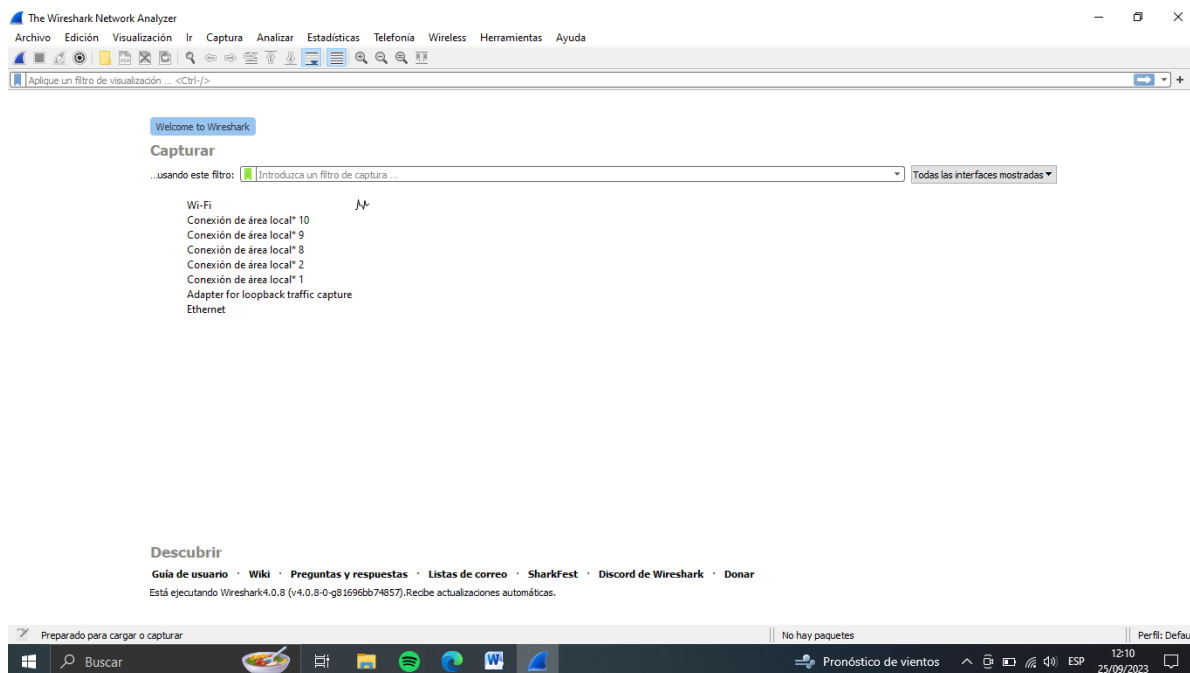 The Wireshark Network Analyzer
Archivo Edición Visualización Ir Captura Analizar Estadísticas Telefonía Wireless Herramientas Ayuda
Aplique un filtro de visualización ... <Ctrl-/>
Welcome to Wireshark
Capturar
...usando este filtro: Introduzca un filtro de captura ... Todas las interfaces mostradas
Wi-Fi
Conexión de área local* 10
Conexión de área local* 9
Conexión de área local* 8
Conexión de área local* 2
Conexión de área local* 1
Adapter for loopback traffic capture
Ethernet
Descubrir
Guía de usuario · Wiki · Preguntas y respuestas · Listas de correo · SharkFest · Discord de Wireshark · Donar
Está ejecutando Wireshark4.0.8 (v4.0.8-0-g81696bb74857).Recibe actualizaciones automáticas.
Preparado para cargar o capturar No hay paquetes Perfil: Defau
Buscar Pronóstico de vientos ESP 12:10
25/09/2023